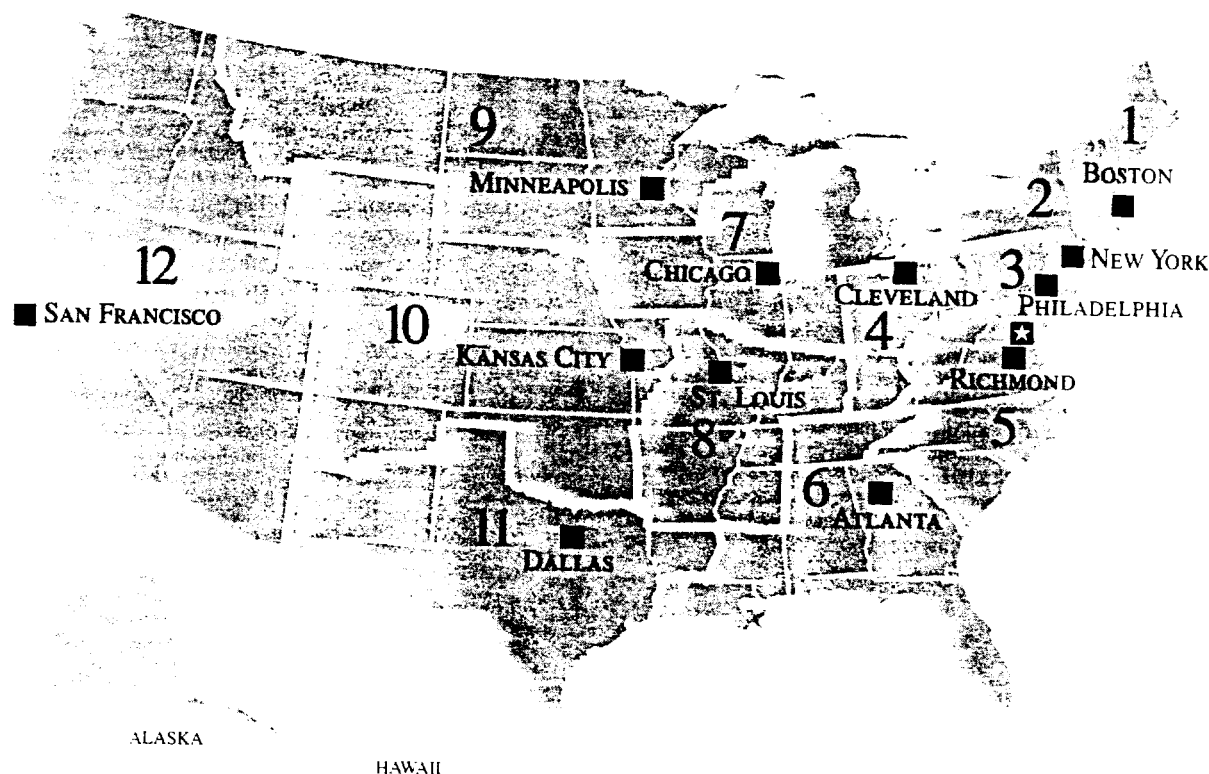 1
BOSTON
9
MINNEAPOLIS
2
7
12
CHICAGO
3
NEW YORK
SAN FRANCISCO
CLEVELAND
PHILADELPHIA
10
4
KANSAS CITY
ST. LOUIS
RICHMOND
8
5
6
ATLANTA
11
DALLAS
ALASKA
HAWAII